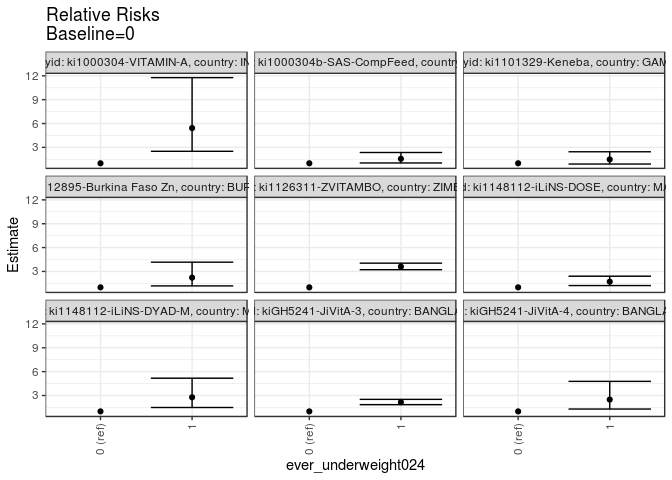 Relative Risks
Baseline=0
yid: ki1000304-VITAMIN-A, country: IN
ki1000304b-SAS-CompFeed, country
yid: ki1101329-Keneba, country: GAM
12
9
6
3
12895-Burkina Faso Zn, country: BUR
: ki1126311-ZVITAMBO, country: ZIMB
d: ki1148112-iLiNS-DOSE, country: MA
12
9
6
3
ki1148112-iLiNS-DYAD-M, country: M
d: kiGH5241-JiVitA-3, country: BANGLA
d: kiGH5241-JiVitA-4, country: BANGLA
12
9
6
3
Estimate
0 (ref)
1
0 (ref)
1
0 (ref)
1
ever_underweight024